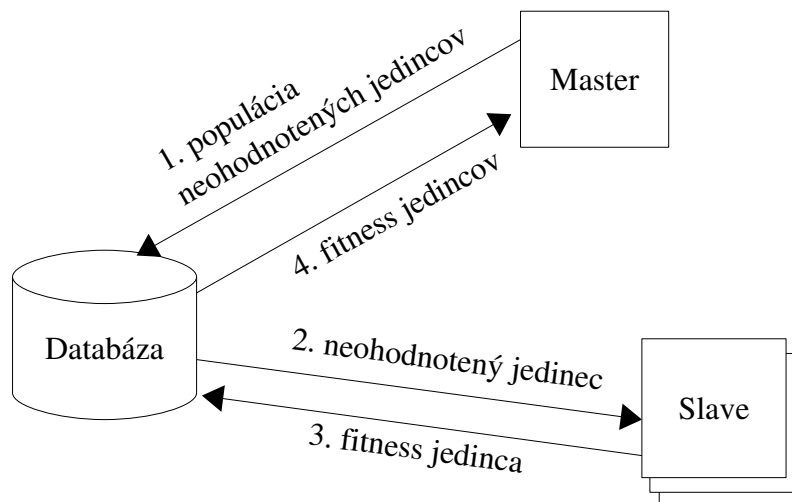 Master
1. populácia
neohodnotených jedincov
4. fitness jedincov
Databáza
2. neohodnotený jedinec
3. fitness jedinca
Slave